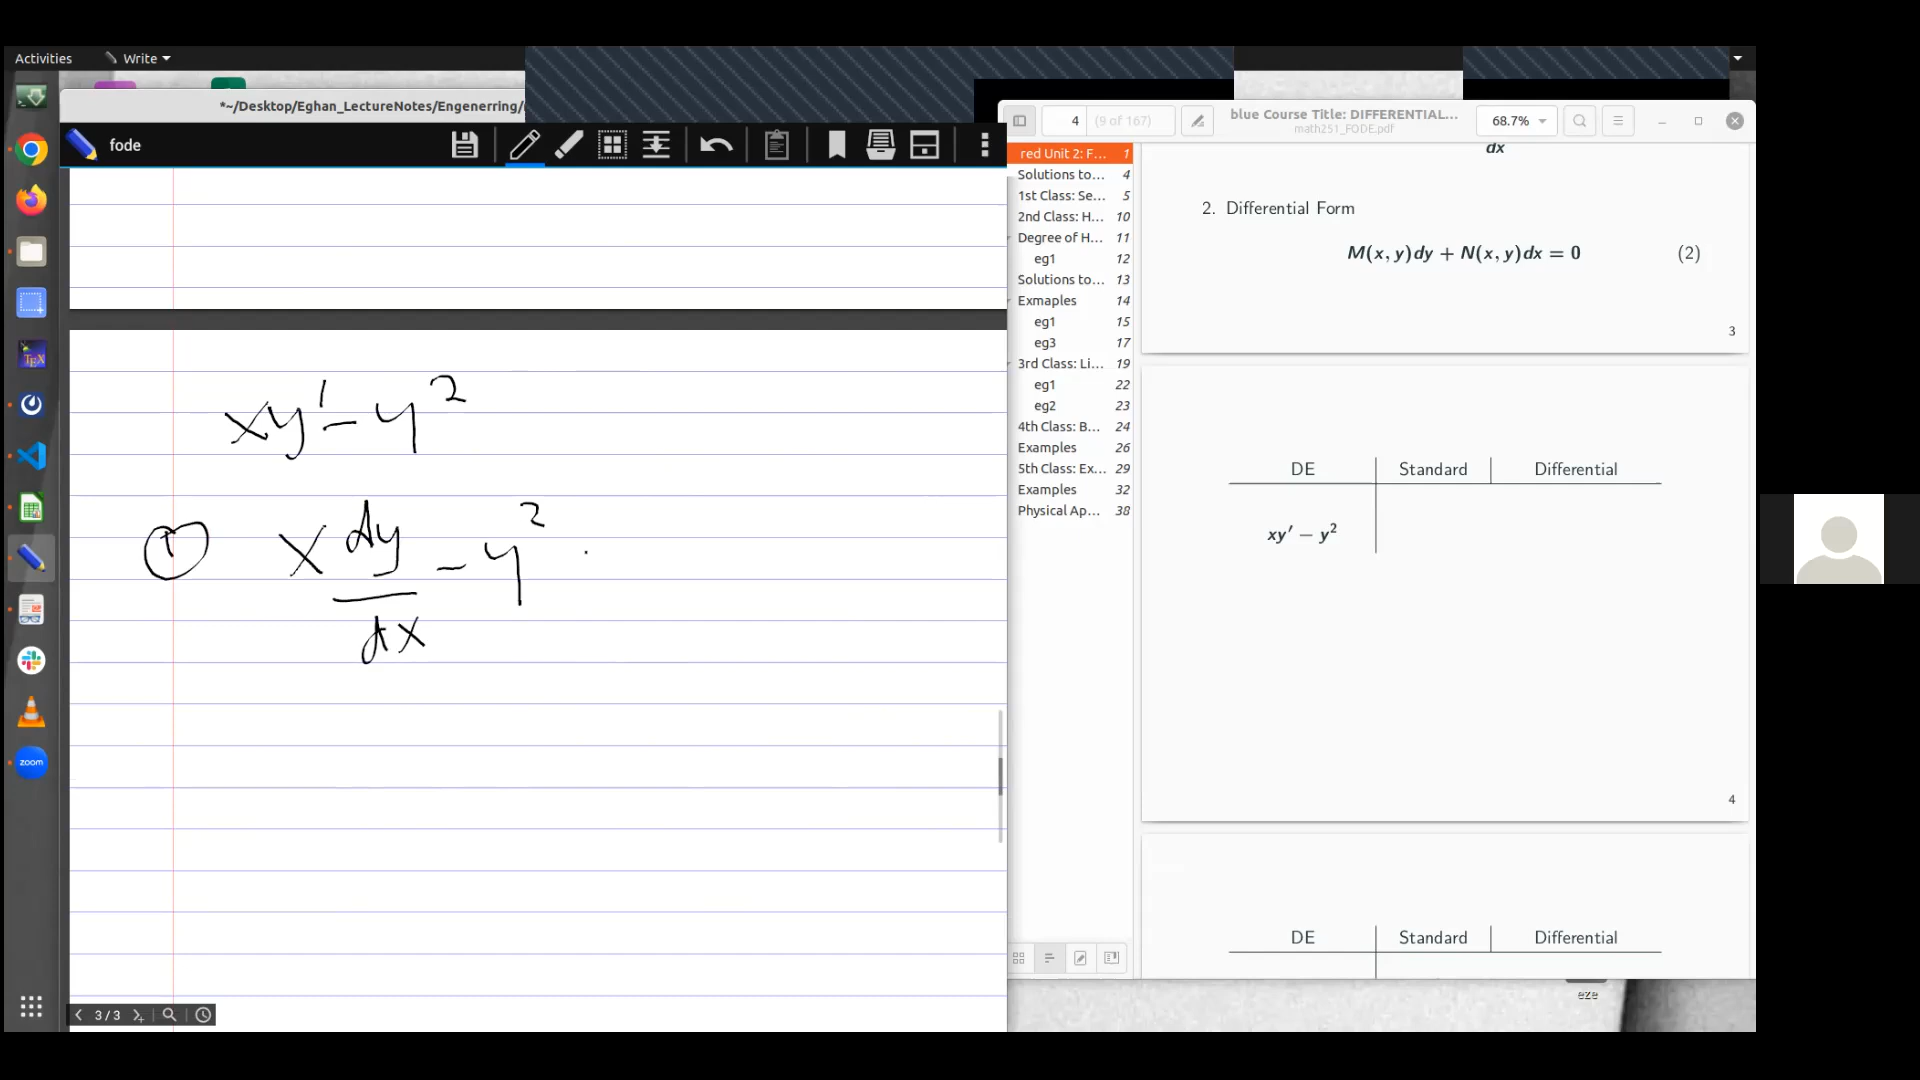 Activities
Write
*~/Desktop/Eghan_LectureNotes/Engenerring/
fode
xy' - y²
① x dy/dx - y²
3/3
zoom
TEX
4 (9 of 167)
blue Course Title: DIFFERENTIAL...
math251_FODE.pdf
68.7%
red Unit 2: F... 1
Solutions to... 4
1st Class: Se... 5
2nd Class: H... 10
Degree of H... 11
eg1 12
Solutions to... 13
Exmaples 14
eg1 15
eg3 17
3rd Class: Li... 19
eg1 22
eg2 23
4th Class: B... 24
Examples 26
5th Class: Ex... 29
Examples 32
Physical Ap... 38
dx
2. Differential Form
M(x, y)dy + N(x, y)dx = 0 (2)
3
DE Standard Differential
xy′ − y²
4
DE Standard Differential
eze